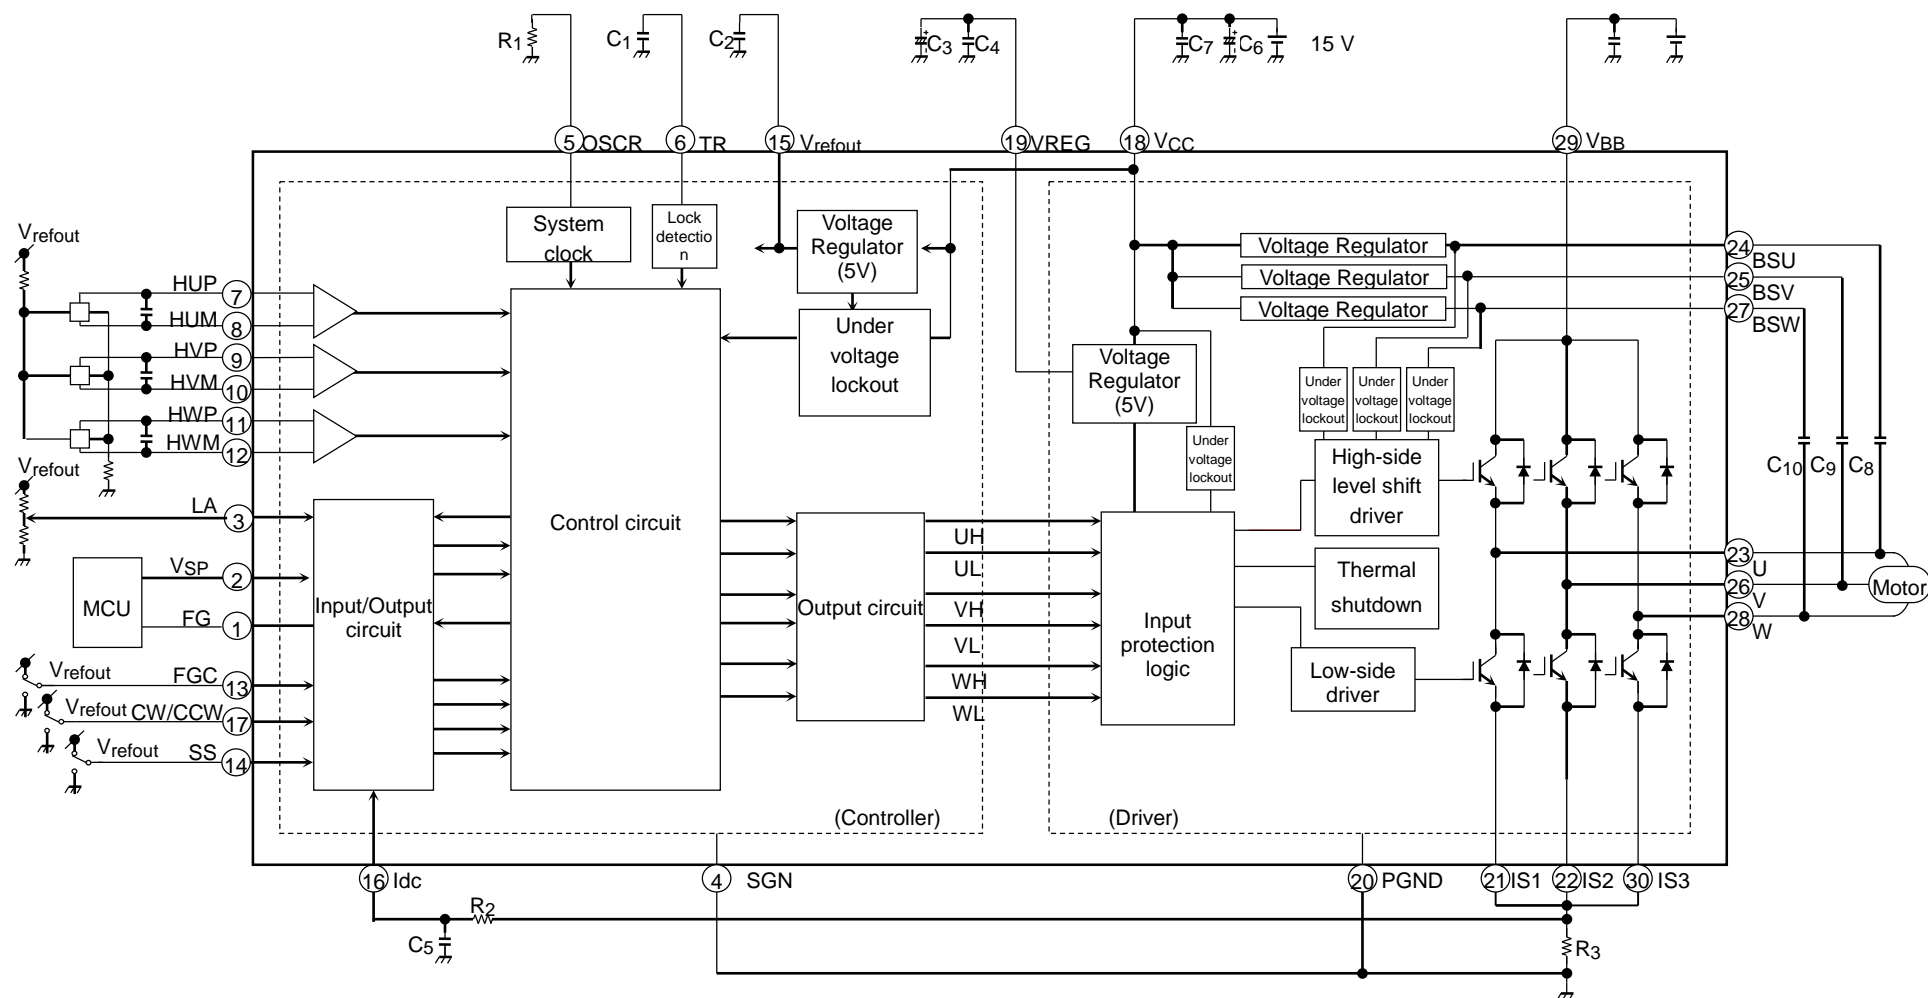 R1
C1
C2
C3
C4
C7
C6
15 V
5
OSCR
6
TR
15
Vrefout
19
VREG
18
VCC
29
VBB
System
clock
Lock
detectio
n
Voltage
Regulator
(5V)
Under
voltage
lockout
Vrefout
HUP
7
HUM
8
HVP
9
HVM
10
HWP
11
HWM
12
Vrefout
LA
3
MCU
VSP
2
FG
1
Vrefout
FGC
13
Vrefout
CW/CCW
17
Vrefout
SS
14
Input/Output
circuit
Control circuit
Output circuit
UH
UL
VH
VL
WH
WL
(Controller)
Voltage Regulator
Voltage Regulator
Voltage Regulator
Voltage
Regulator
(5V)
Under
voltage
lockout
Under
voltage
lockout
Under
voltage
lockout
Under
voltage
lockout
High-side
level shift
driver
Thermal
shutdown
Input
protection
logic
Low-side
driver
(Driver)
24
BSU
25
BSV
27
BSW
C10
C9
C8
23
U
26
V
28
W
Motor
16
Idc
4
SGN
20
PGND
21
IS1
22
IS2
30
IS3
R2
C5
R3